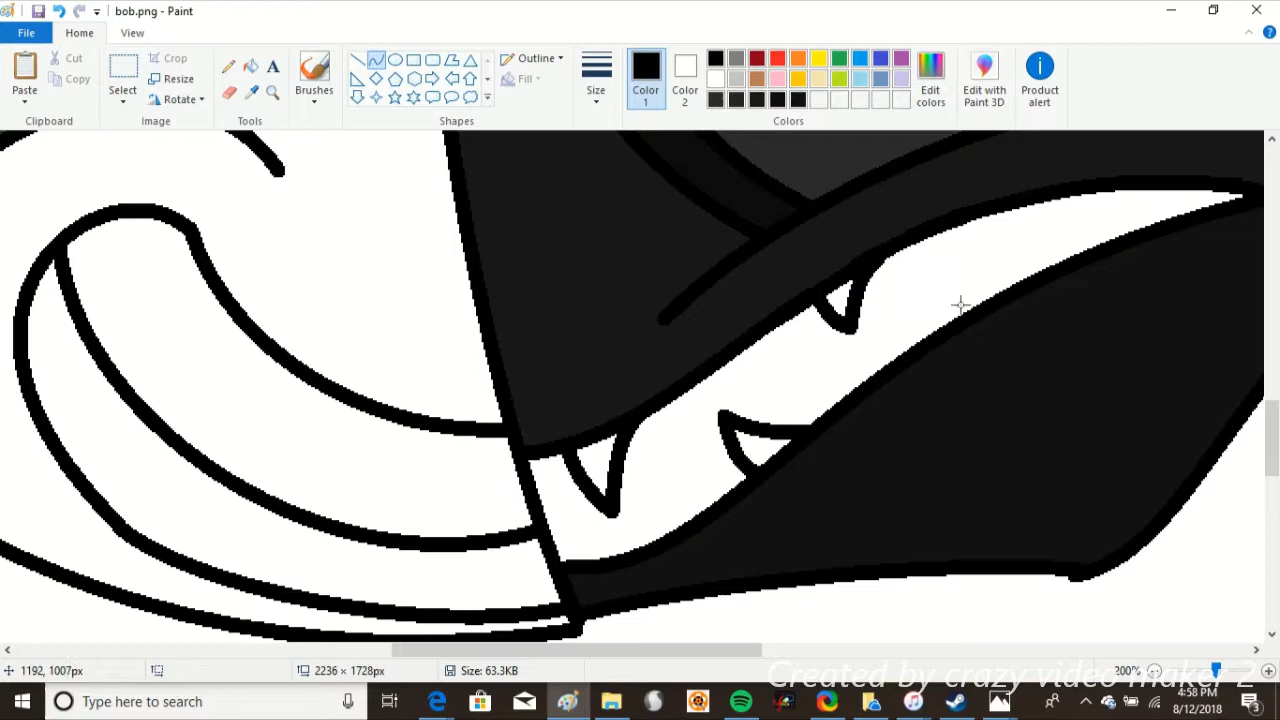 bob.png - Paint
File Home View
Paste Cut Copy Select Crop Resize Rotate A Brushes Outline Fill Size Color 1 Color 2 Edit colors Edit with Paint 3D Product alert
Clipboard Image Tools Shapes Colors
1192, 1007px 2236 × 1728px Size: 63.3KB 200%
Created by crazy video maker 2
Type here to search
4:58 PM
8/12/2018
3